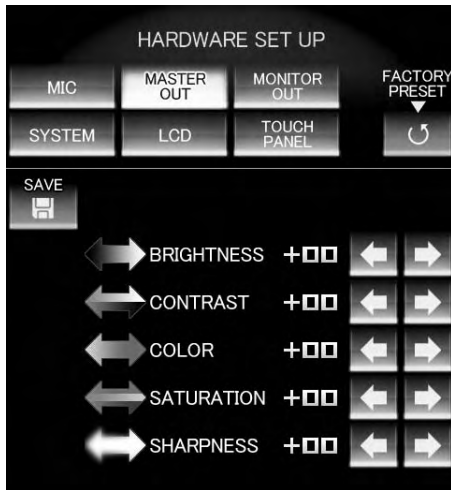 HARDWARE SET UP
MIC
MASTER
OUT
MONITOR
OUT
FACTORY
PRESET
SYSTEM
LCD
TOUCH
PANEL
SAVE
BRIGHTNESS +00
CONTRAST +00
COLOR +00
SATURATION +00
SHARPNESS +00